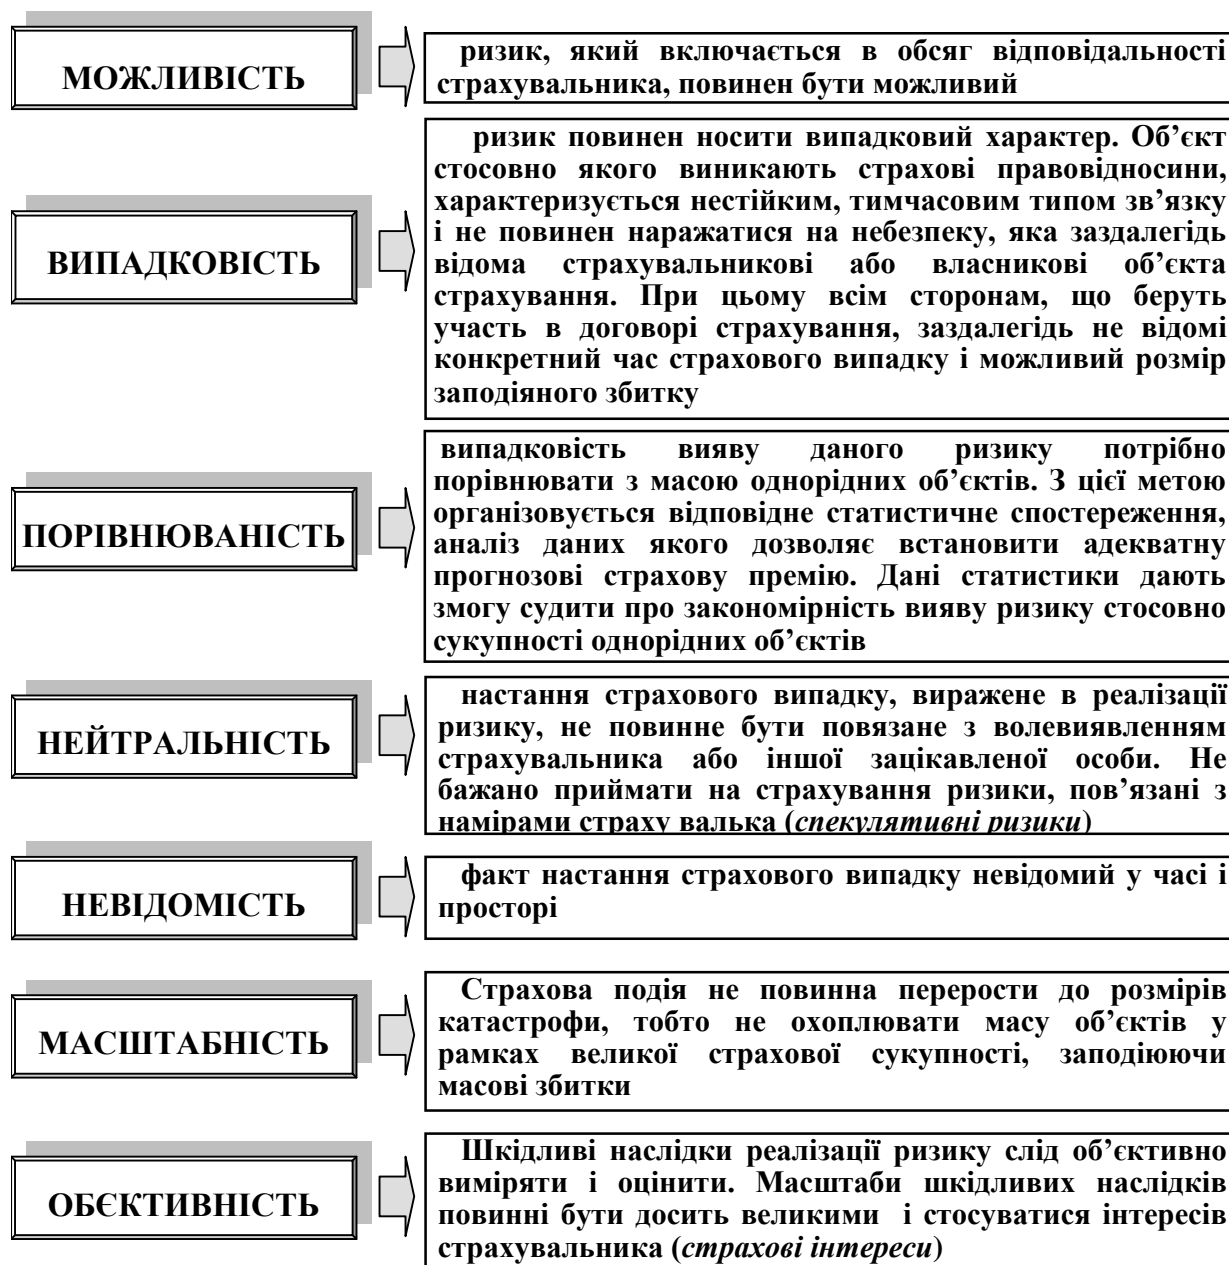 МОЖЛИВІСТЬ
ризик, який включається в обсяг відповідальності
страхувальника, повинен бути можливий
ВИПАДКОВІСТЬ
ризик повинен носити випадковий характер. Об’єкт
стосовно якого виникають страхові правовідносини,
характеризується нестійким, тимчасовим типом зв’язку
і не повинен наражатися на небезпеку, яка заздалегідь
відома страхувальникові або власникові об’єкта
страхування. При цьому всім сторонам, що беруть
участь в договорі страхування, заздалегідь не відомі
конкретний час страхового випадку і можливий розмір
заподіяного збитку
ПОРІВНЮВАНІСТЬ
випадковість вияву даного ризику потрібно
порівнювати з масою однорідних об’єктів. З цієї метою
організовується відповідне статистичне спостереження,
аналіз даних якого дозволяє встановити адекватну
прогнозові страхову премію. Дані статистики дають
змогу судити про закономірність вияву ризику стосовно
сукупності однорідних об’єктів
НЕЙТРАЛЬНІСТЬ
настання страхового випадку, виражене в реалізації
ризику, не повинне бути повязане з волевиявленням
страхувальника або іншої зацікавленої особи. Не
бажано приймати на страхування ризики, пов’язані з
намірами страху валька (спекулятивні ризики)
НЕВІДОМІСТЬ
факт настання страхового випадку невідомий у часі і
просторі
МАСШТАБНІСТЬ
Страхова подія не повинна перерости до розмірів
катастрофи, тобто не охоплювати масу об’єктів у
рамках великої страхової сукупності, заподіюючи
масові збитки
ОБЄКТИВНІСТЬ
Шкідливі наслідки реалізації ризику слід об’єктивно
виміряти і оцінити. Масштаби шкідливих наслідків
повинні бути досить великими і стосуватися інтересів
страхувальника (страхові інтереси)